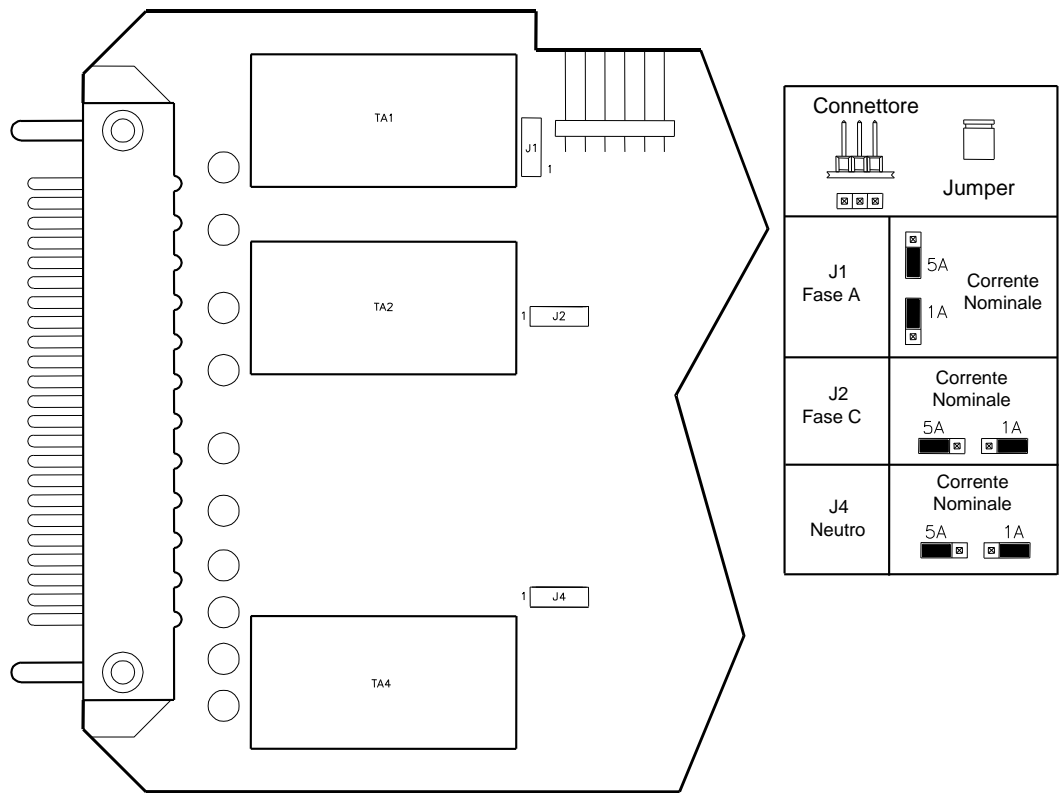 TA1
J1
1
TA2
1
J2
1
J4
TA4
Connettore
Jumper
J1
Fase A
5A
1A
Corrente
Nominale
J2
Fase C
Corrente
Nominale
5A
1A
J4
Neutro
Corrente
Nominale
5A
1A